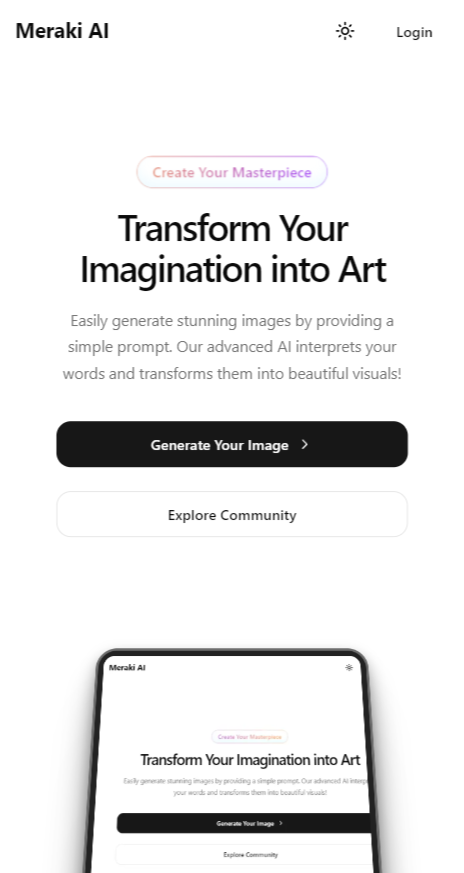 Meraki AI
Login
Create Your Masterpiece
Transform Your
Imagination into Art
Easily generate stunning images by providing a
simple prompt. Our advanced AI interprets your
words and transforms them into beautiful visuals!
Generate Your Image
Explore Community
Meraki AI
Create Your Masterpiece
Transform Your Imagination into Art
Easily generate stunning images by providing a simple prompt. Our advanced AI
your words and transforms them into beautiful visuals!
Generate Your Image
Explore Community